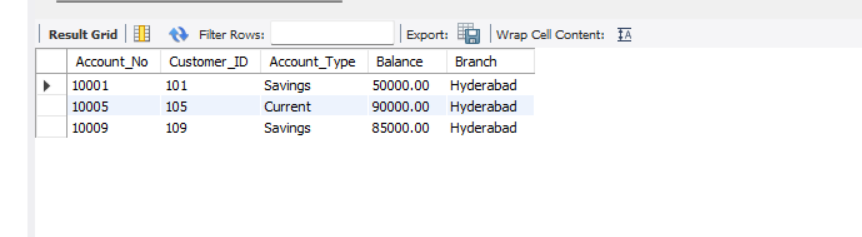 Result Grid Filter Rows: Export: Wrap Cell Content: IA
Account_No Customer_ID Account_Type Balance Branch
10001 101 Savings 50000.00 Hyderabad
10005 105 Current 90000.00 Hyderabad
10009 109 Savings 85000.00 Hyderabad